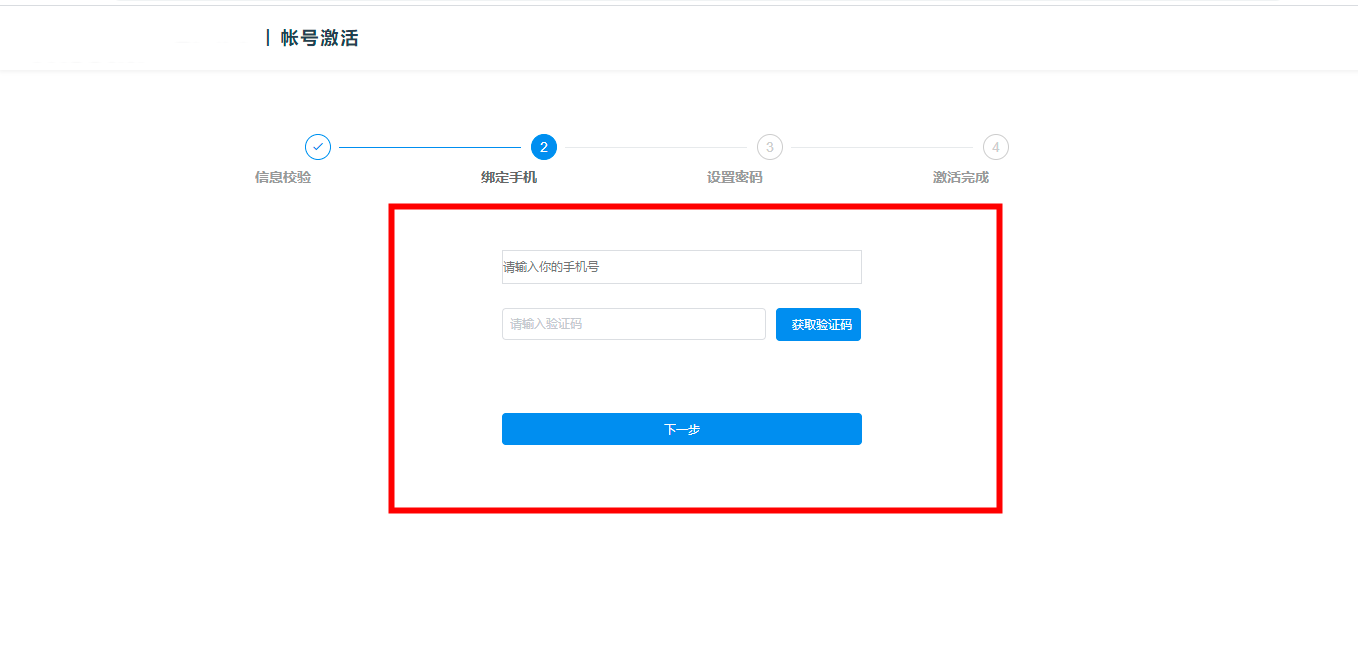 | 帐号激活
2 3 4
信息校验 绑定手机 设置密码 激活完成
请输入你的手机号
请输入验证码 获取验证码
下一步